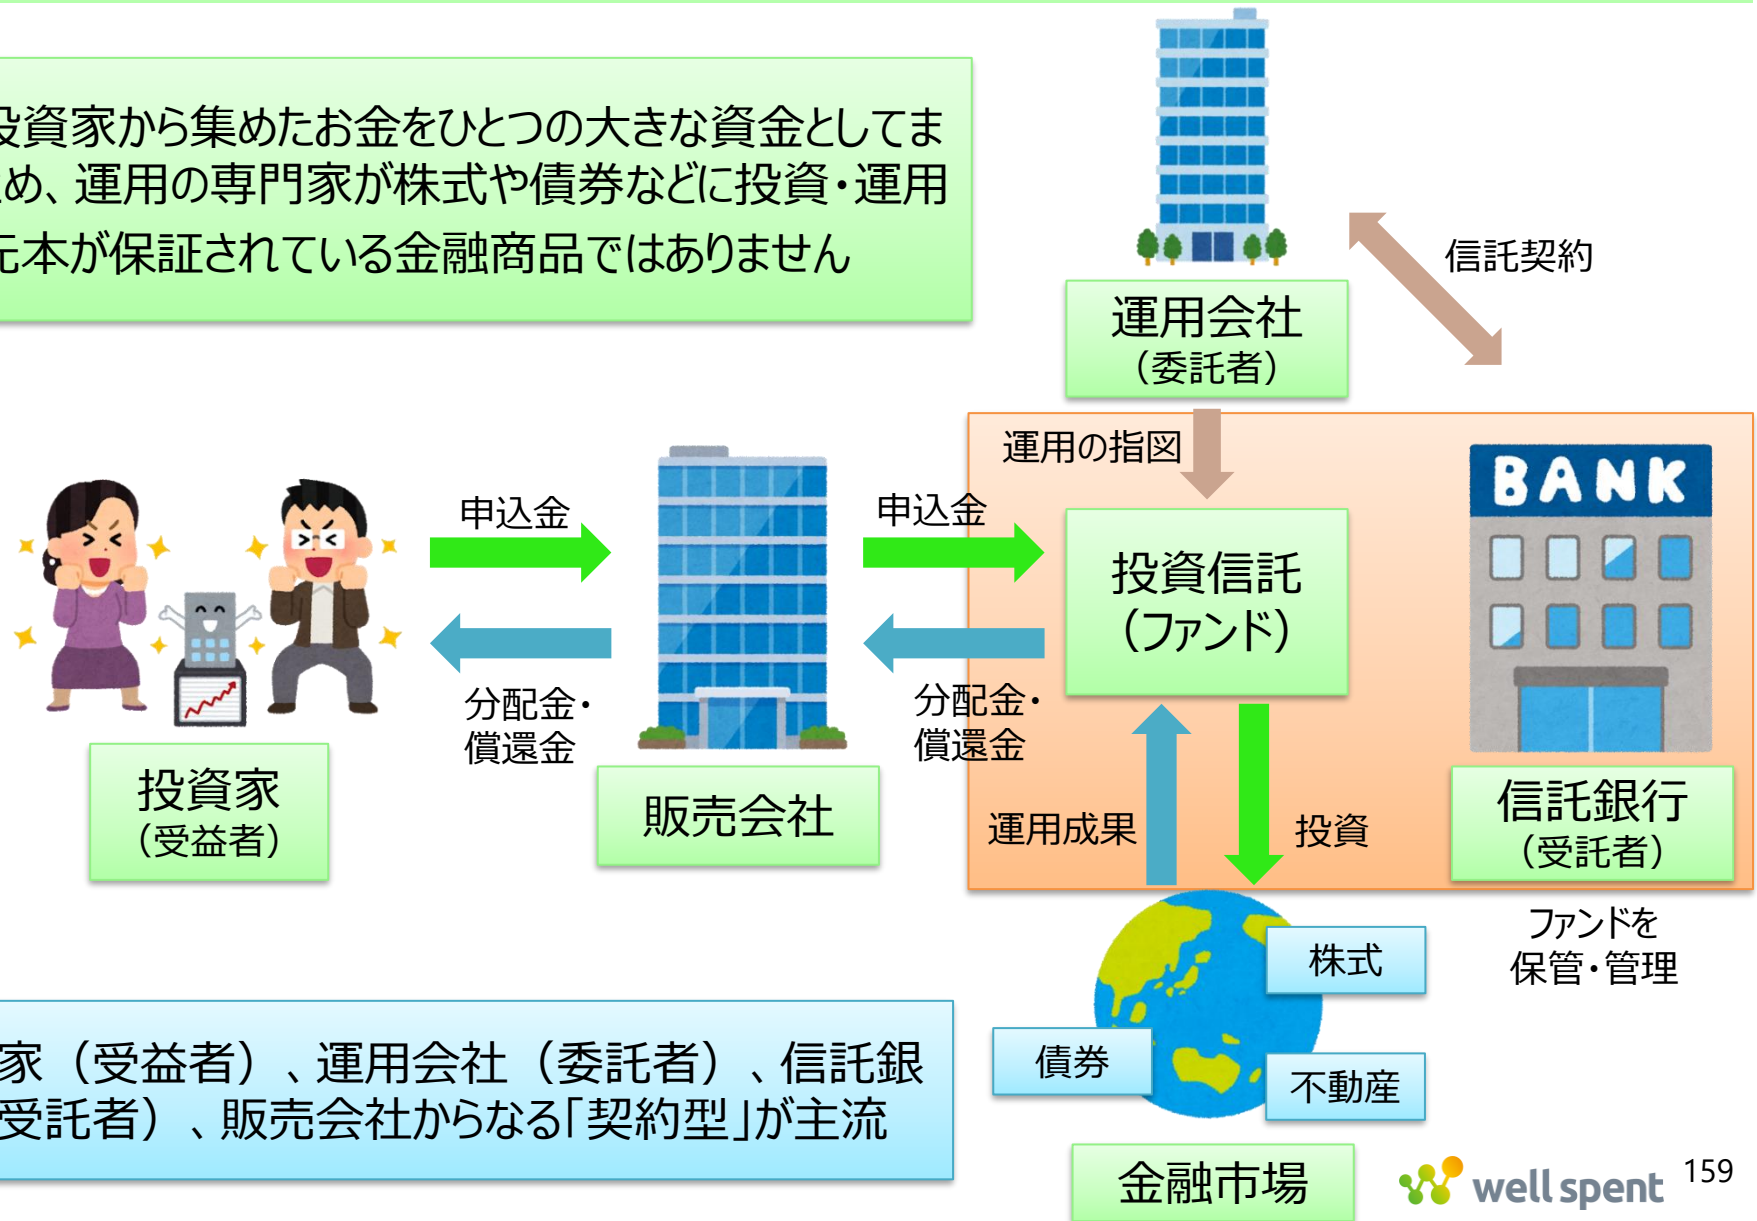 投資家から集めたお金をひとつの大きな資金としてま
とめ、運用の専門家が株式や債券などに投資・運用
元本が保証されている金融商品ではありません
信託契約
運用会社
（委託者）
運用の指図
BANK
申込金
申込金
投資信託
（ファンド）
分配金・
償還金
分配金・
償還金
投資家
（受益者）
販売会社
運用成果
投資
信託銀行
（受託者）
ファンドを
保管・管理
株式
債券
不動産
家（受益者）、運用会社（委託者）、信託銀
受託者）、販売会社からなる「契約型」が主流
金融市場
well spent
159